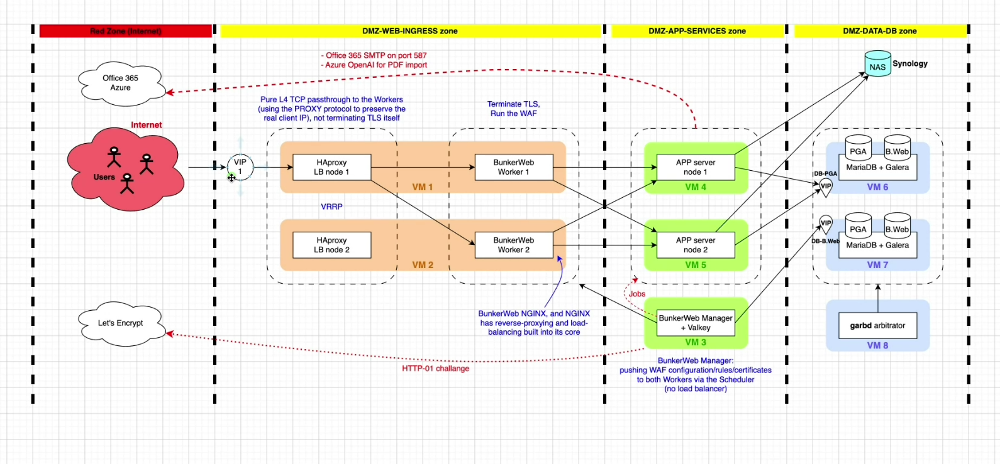 Red Zone (Internet)
DMZ-WEB-INGRESS zone
DMZ-APP-SERVICES zone
DMZ-DATA-DB zone
- Office 365 SMTP on port 587
- Azure OpenAI for PDF import
NAS
Synology
Office 365
Azure
Pure L4 TCP passthrough to the Workers
(using the PROXY protocol to preserve the
real client IP), not terminating TLS itself
Terminate TLS,
Run the WAF
Internet
Users
VIP
1
HAproxy
LB node 1
BunkerWeb
Worker 1
VM 1
APP server
node 1
VM 4
PGA
B.Web
MariaDB + Galera
VM 6
DB-PGA
VIP
VRRP
HAproxy
LB node 2
BunkerWeb
Worker 2
VM 2
APP server
node 2
VM 5
VIP
DB-B.Web
PGA
B.Web
MariaDB + Galera
VM 7
Jobs
Let's Encrypt
BunkerWeb NGINX, and NGINX
has reverse-proxying and load-
balancing built into its core
BunkerWeb Manager
+ Valkey
VM 3
garbd arbitrator
VM 8
HTTP-01 challange
BunkerWeb Manager:
pushing WAF configuration/rules/certificates
to both Workers via the Scheduler
(no load balancer)